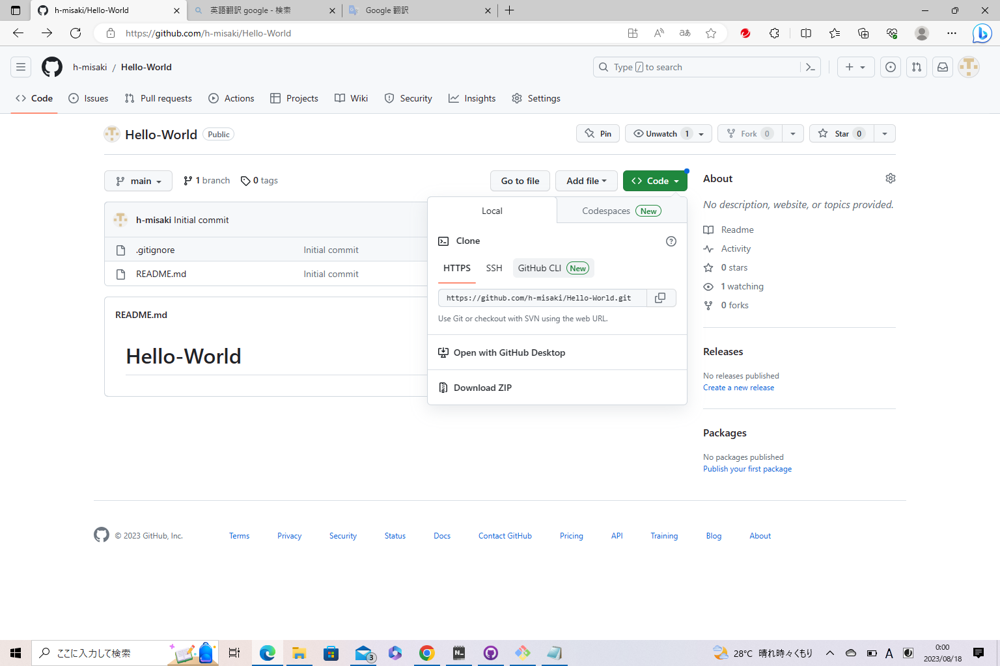 h-misaki/Hello-World
英語翻訳 google - 検索
Google 翻訳
https://github.com/h-misaki/Hello-World
h-misaki / Hello-World
Type / to search
Code
Issues
Pull requests
Actions
Projects
Wiki
Security
Insights
Settings
Hello-World Public
Pin
Unwatch 1
Fork 0
Star 0
main
1 branch
0 tags
Go to file
Add file
Code
h-misaki Initial commit
.gitignore Initial commit
README.md Initial commit
README.md
Hello-World
Local
Codespaces New
Clone
HTTPS SSH GitHub CLI New
https://github.com/h-misaki/Hello-World.git
Use Git or checkout with SVN using the web URL.
Open with GitHub Desktop
Download ZIP
About
No description, website, or topics provided.
Readme
Activity
0 stars
1 watching
0 forks
Releases
No releases published
Create a new release
Packages
No packages published
Publish your first package
© 2023 GitHub, Inc.
Terms
Privacy
Security
Status
Docs
Contact GitHub
Pricing
API
Training
Blog
About
ここに入力して検索
3
28°C 晴れ時々くもり
A
0:00
2023/08/18